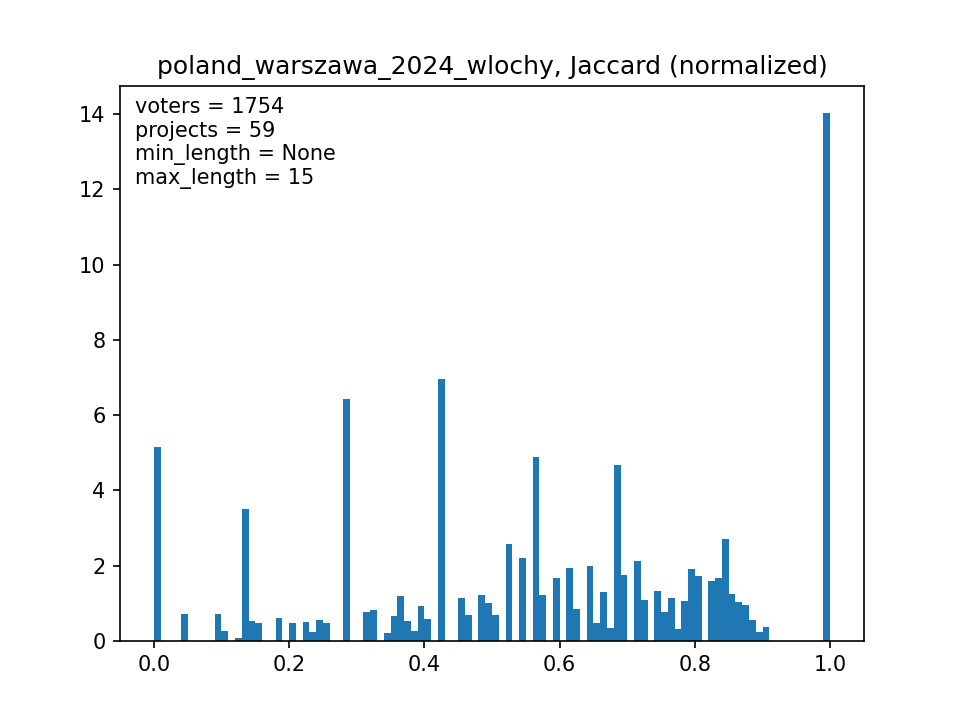 poland_warszawa_2024_wlochy, Jaccard (normalized)
voters = 1754
projects = 59
min_length = None
max_length = 15
14
12
10
8
6
4
2
0
0.0 0.2 0.4 0.6 0.8 1.0